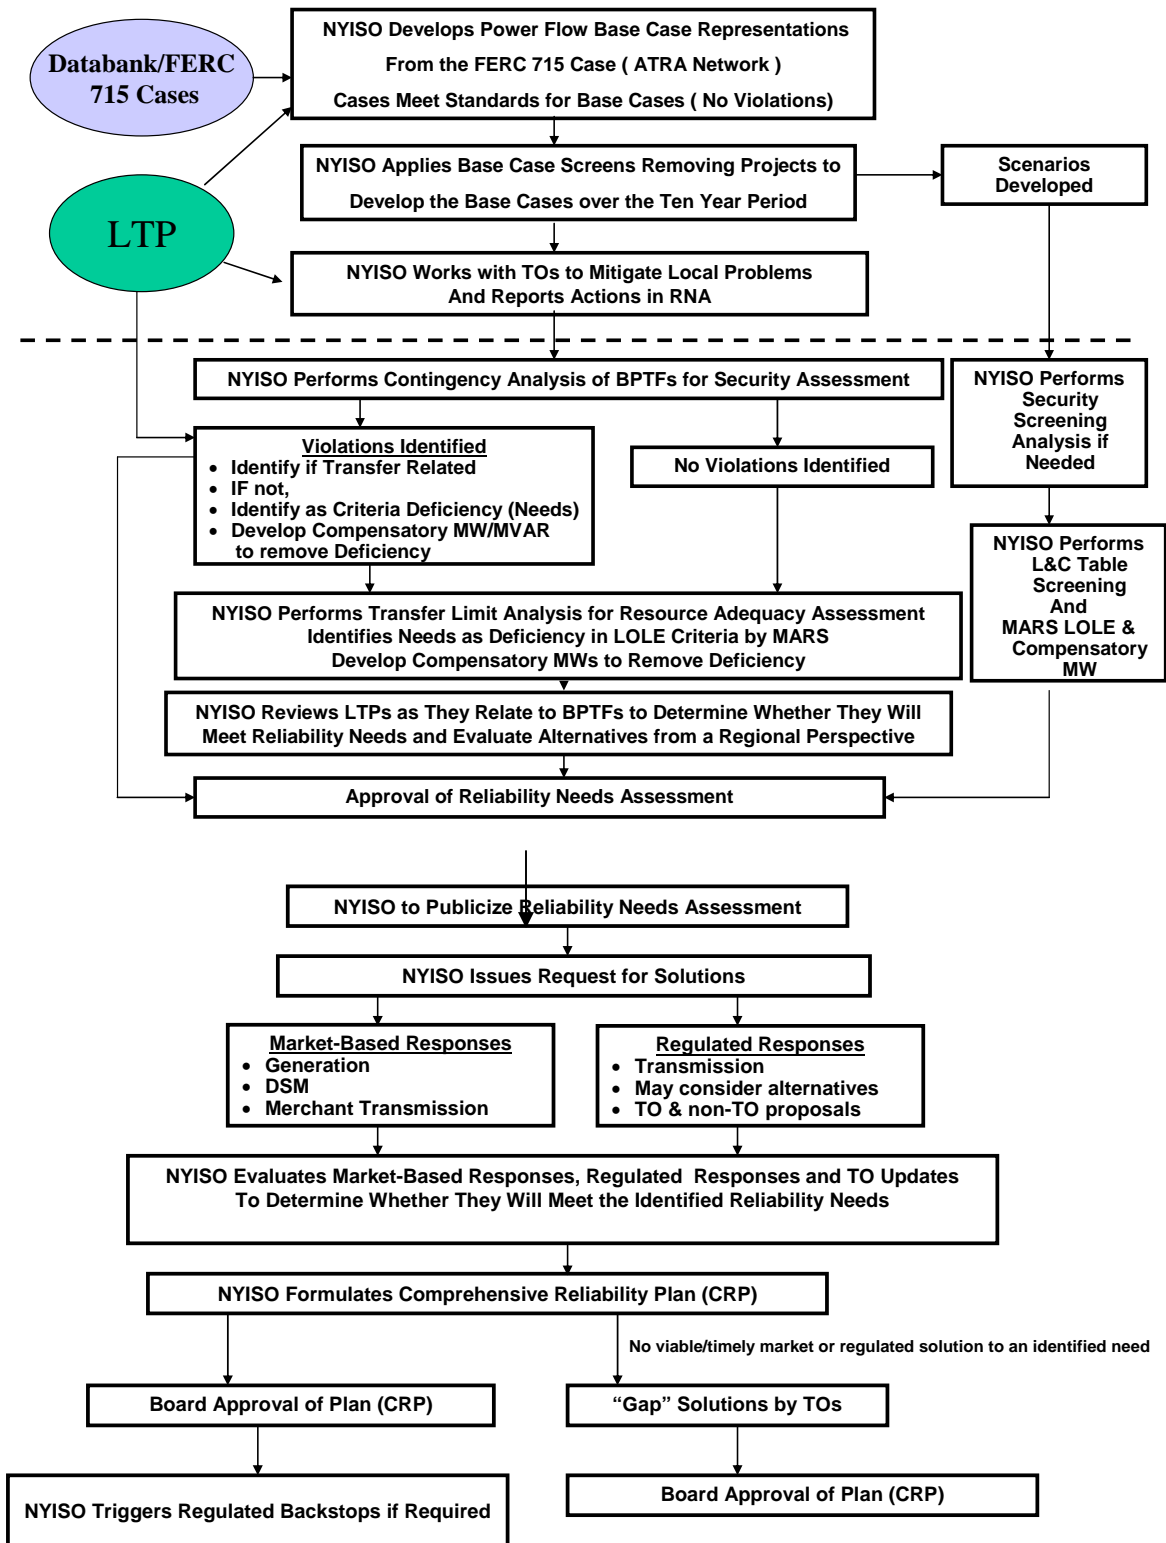 NYISO Develops Power Flow Base Case Representations
From the FERC 715 Case ( ATRA Network )
Cases Meet Standards for Base Cases ( No Violations)
Databank/FERC
715 Cases
NYISO Applies Base Case Screens Removing Projects to
Develop the Base Cases over the Ten Year Period
Scenarios
Developed
LTP
NYISO Works with TOs to Mitigate Local Problems
And Reports Actions in RNA
NYISO Performs Contingency Analysis of BPTFs for Security Assessment
NYISO Performs
Security
Screening
Analysis if
Needed
Violations Identified
• Identify if Transfer Related
• IF not,
• Identify as Criteria Deficiency (Needs)
• Develop Compensatory MW/MVAR
to remove Deficiency
No Violations Identified
NYISO Performs
L&C Table
Screening
And
MARS LOLE &
Compensatory
MW
NYISO Performs Transfer Limit Analysis for Resource Adequacy Assessment
Identifies Needs as Deficiency in LOLE Criteria by MARS
Develop Compensatory MWs to Remove Deficiency
NYISO Reviews LTPs as They Relate to BPTFs to Determine Whether They Will
Meet Reliability Needs and Evaluate Alternatives from a Regional Perspective
Approval of Reliability Needs Assessment
NYISO to Publicize Reliability Needs Assessment
NYISO Issues Request for Solutions
Market-Based Responses
• Generation
• DSM
• Merchant Transmission
Regulated Responses
• Transmission
• May consider alternatives
• TO & non-TO proposals
NYISO Evaluates Market-Based Responses, Regulated Responses and TO Updates
To Determine Whether They Will Meet the Identified Reliability Needs
NYISO Formulates Comprehensive Reliability Plan (CRP)
No viable/timely market or regulated solution to an identified need
Board Approval of Plan (CRP)
“Gap” Solutions by TOs
NYISO Triggers Regulated Backstops if Required
Board Approval of Plan (CRP)